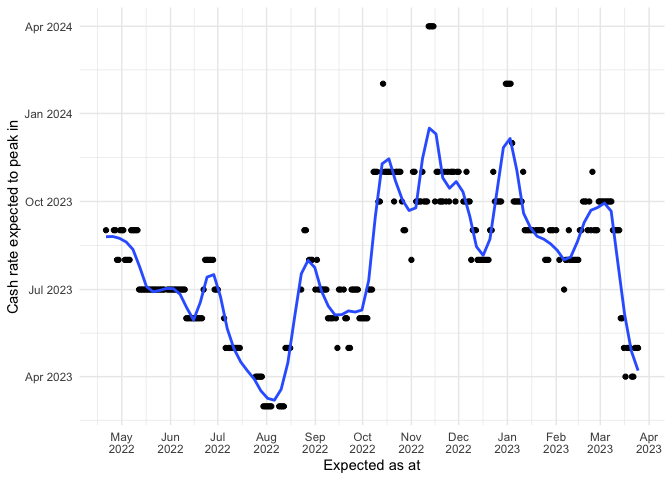 Cash rate expected to peak in
Apr 2024
Jan 2024
Oct 2023
Jul 2023
Apr 2023
May Jun Jul Aug Sep Oct Nov Dec Jan Feb Mar Apr
2022 2022 2022 2022 2022 2022 2022 2022 2023 2023 2023 2023
Expected as at